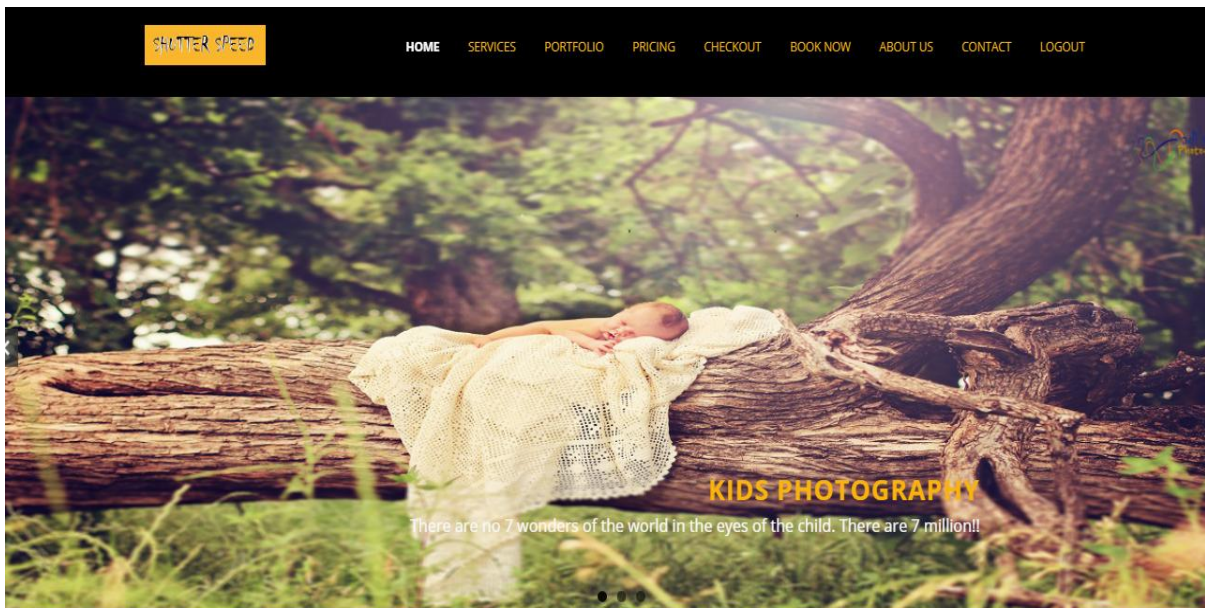 SHUTTER SPEED
HOME SERVICES PORTFOLIO PRICING CHECKOUT BOOK NOW ABOUT US CONTACT LOGOUT
KIDS PHOTOGRAPHY
There are no 7 wonders of the world in the eyes of the child. There are 7 million!!